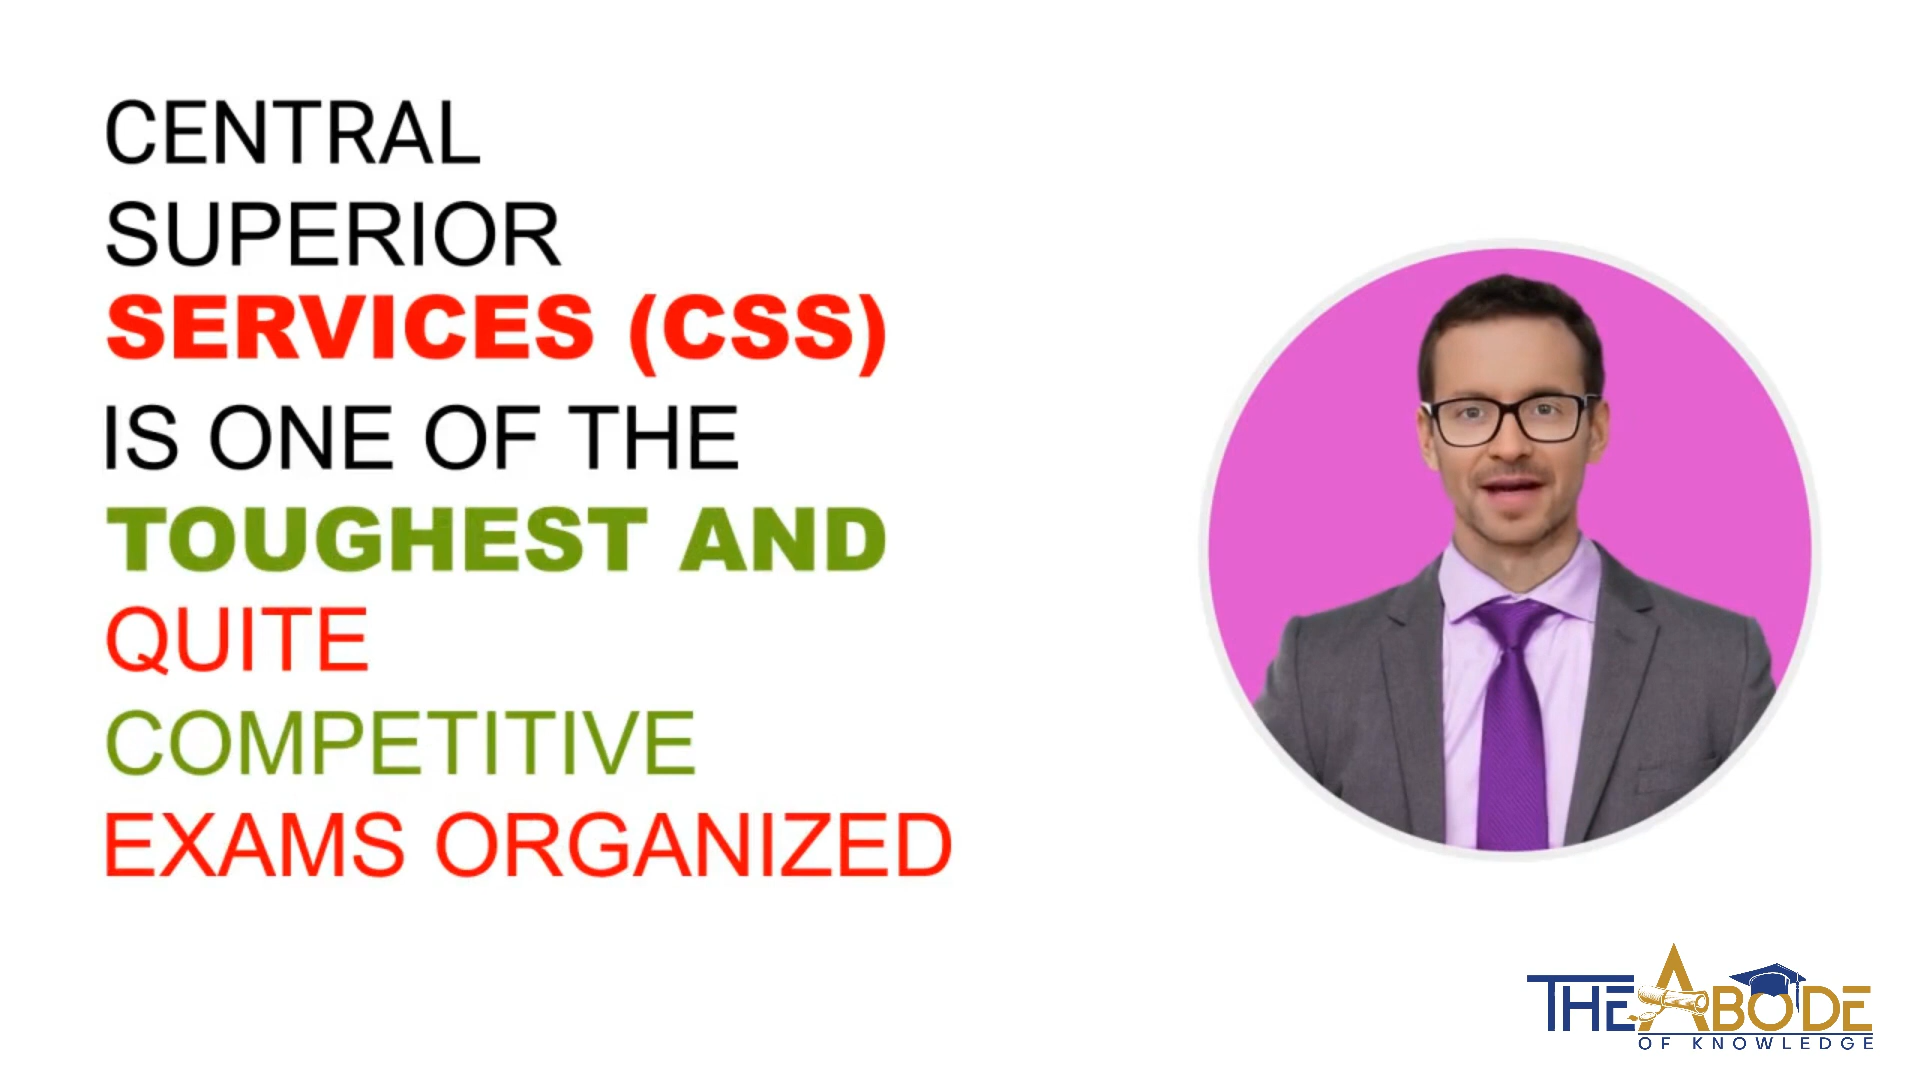 CENTRAL
SUPERIOR
SERVICES (CSS)
IS ONE OF THE
TOUGHEST AND
QUITE
COMPETITIVE
EXAMS ORGANIZED
THE ABODE
OF KNOWLEDGE